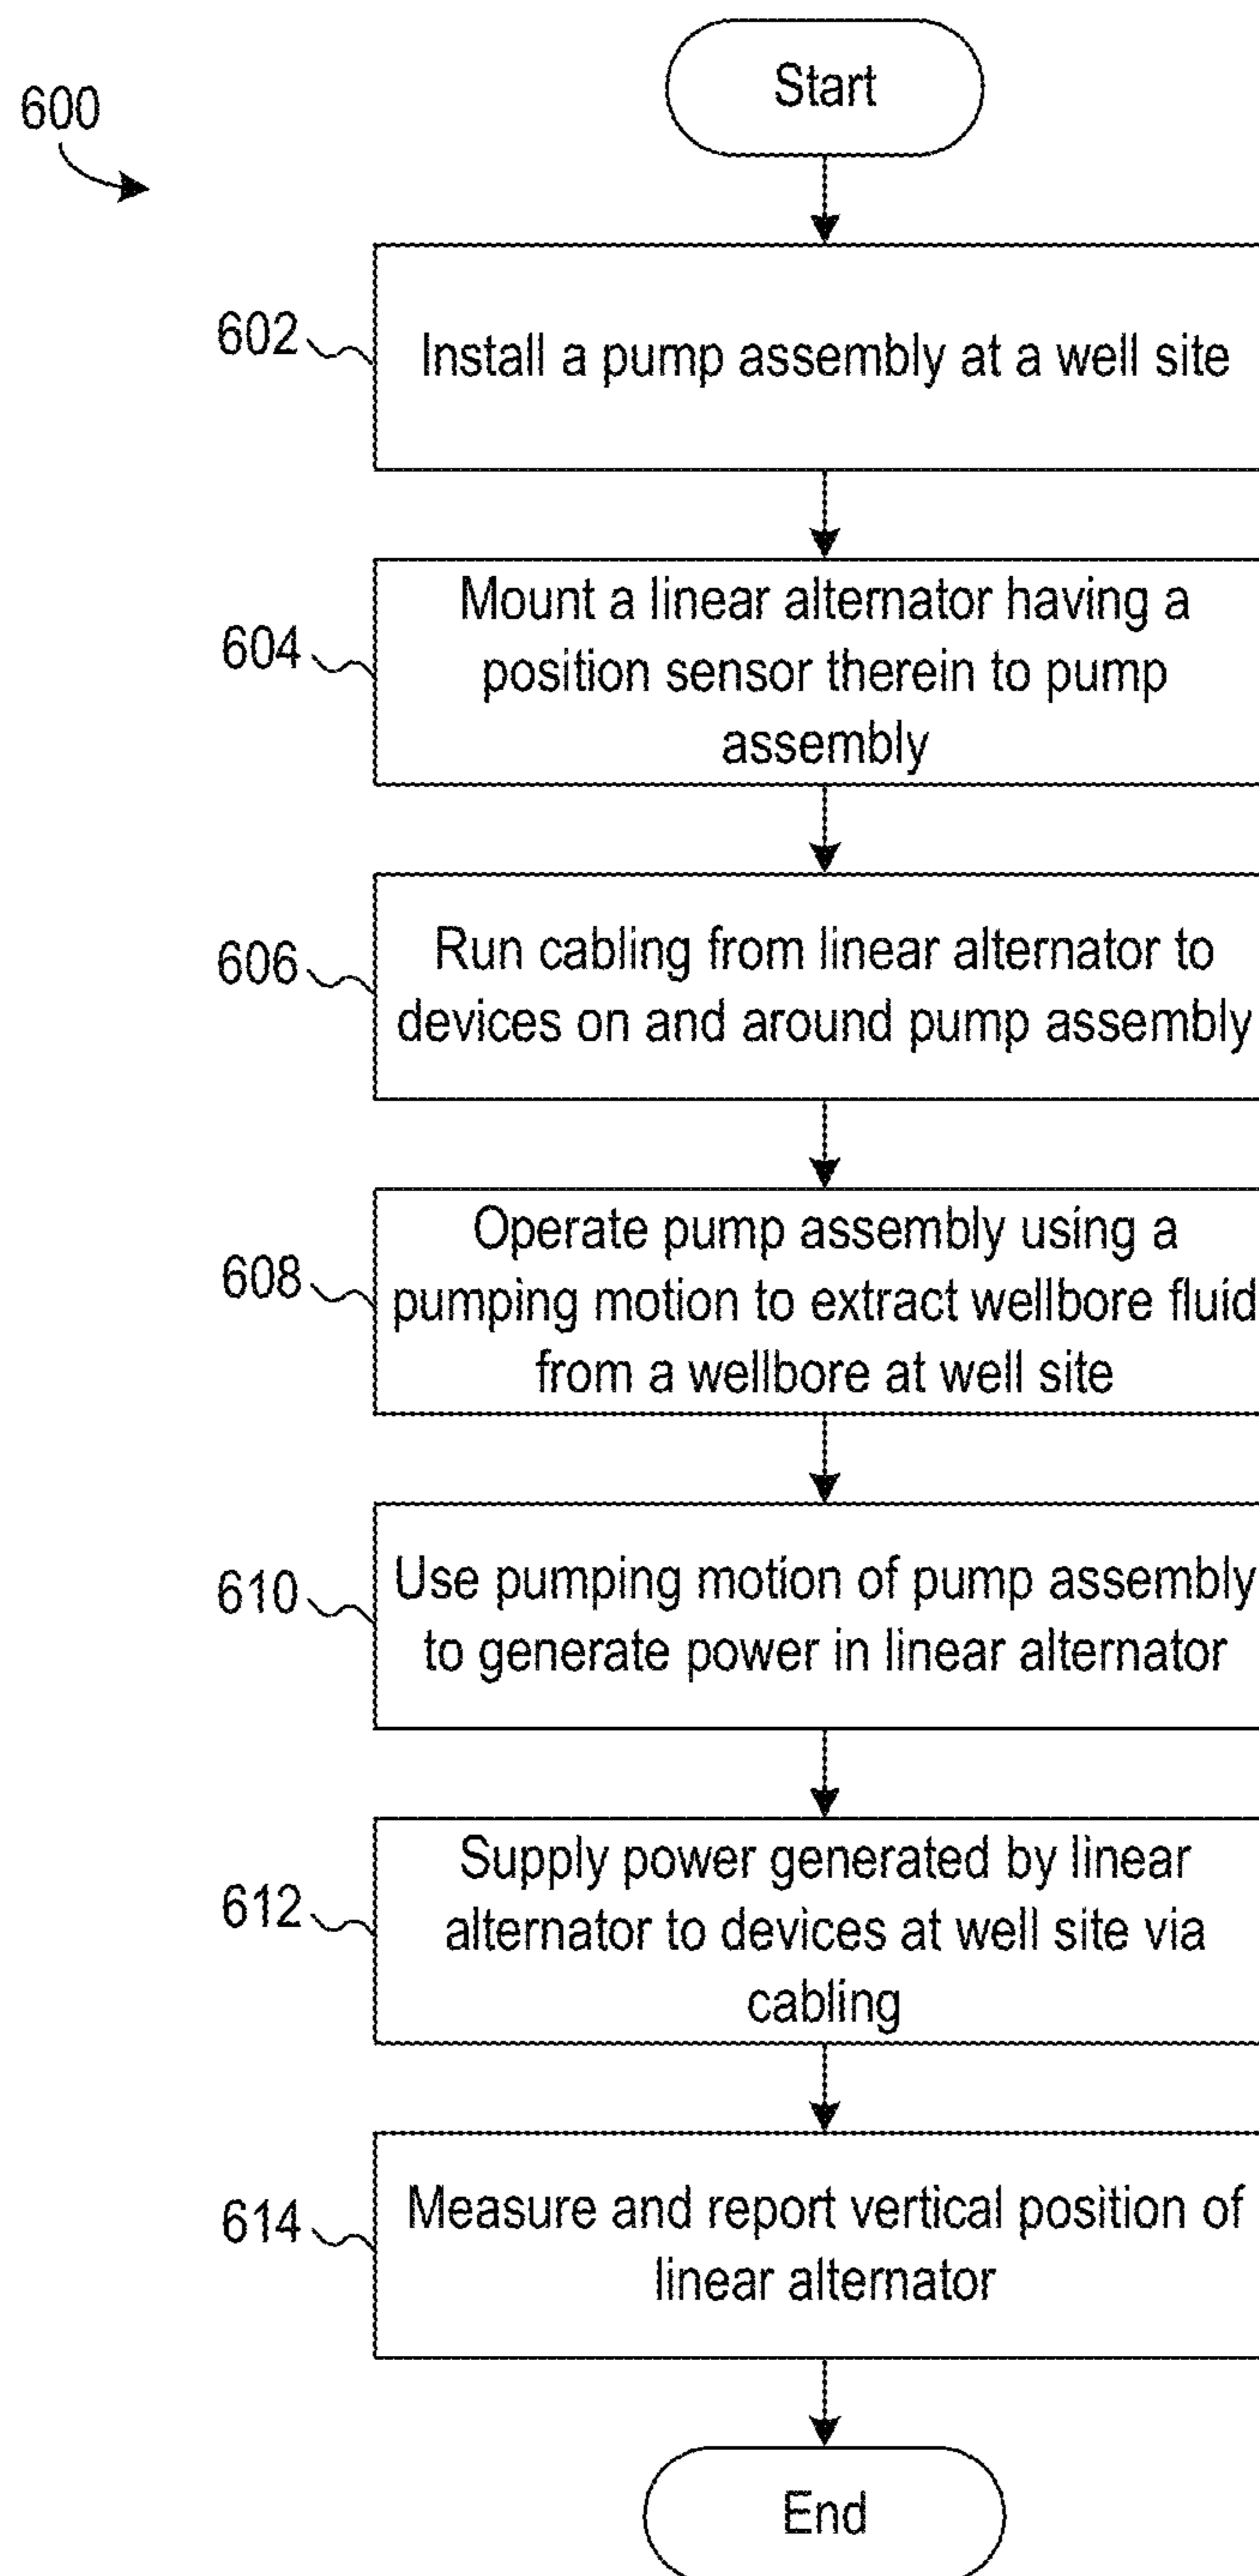 600
Start
602
Install a pump assembly at a well site
604
Mount a linear alternator having a
position sensor therein to pump
assembly
606
Run cabling from linear alternator to
devices on and around pump assembly
608
Operate pump assembly using a
pumping motion to extract wellbore fluid
from a wellbore at well site
610
Use pumping motion of pump assembly
to generate power in linear alternator
612
Supply power generated by linear
alternator to devices at well site via
cabling
614
Measure and report vertical position of
linear alternator
End